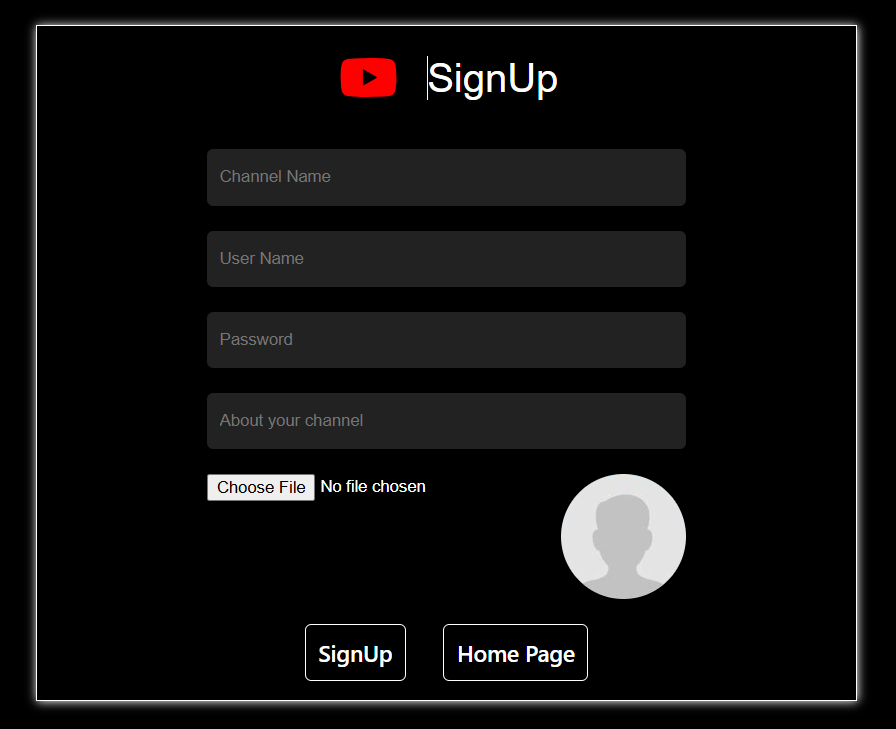 SignUp
Channel Name
User Name
Password
About your channel
Choose File No file chosen
SignUp Home Page